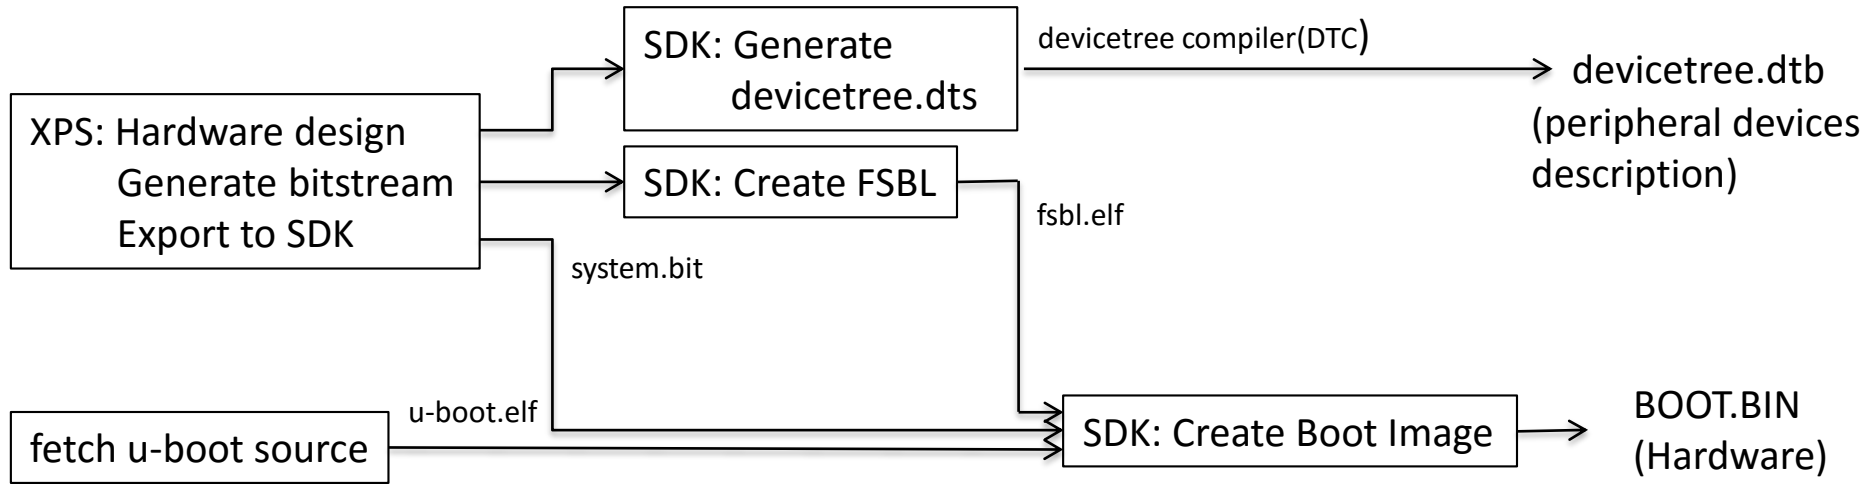 SDK: Generate
devicetree.dts
devicetree compiler(DTC)
devicetree.dtb
(peripheral devices
description)
XPS: Hardware design
Generate bitstream
Export to SDK
SDK: Create FSBL
fsbl.elf
system.bit
u-boot.elf
fetch u-boot source
SDK: Create Boot Image
BOOT.BIN
(Hardware)